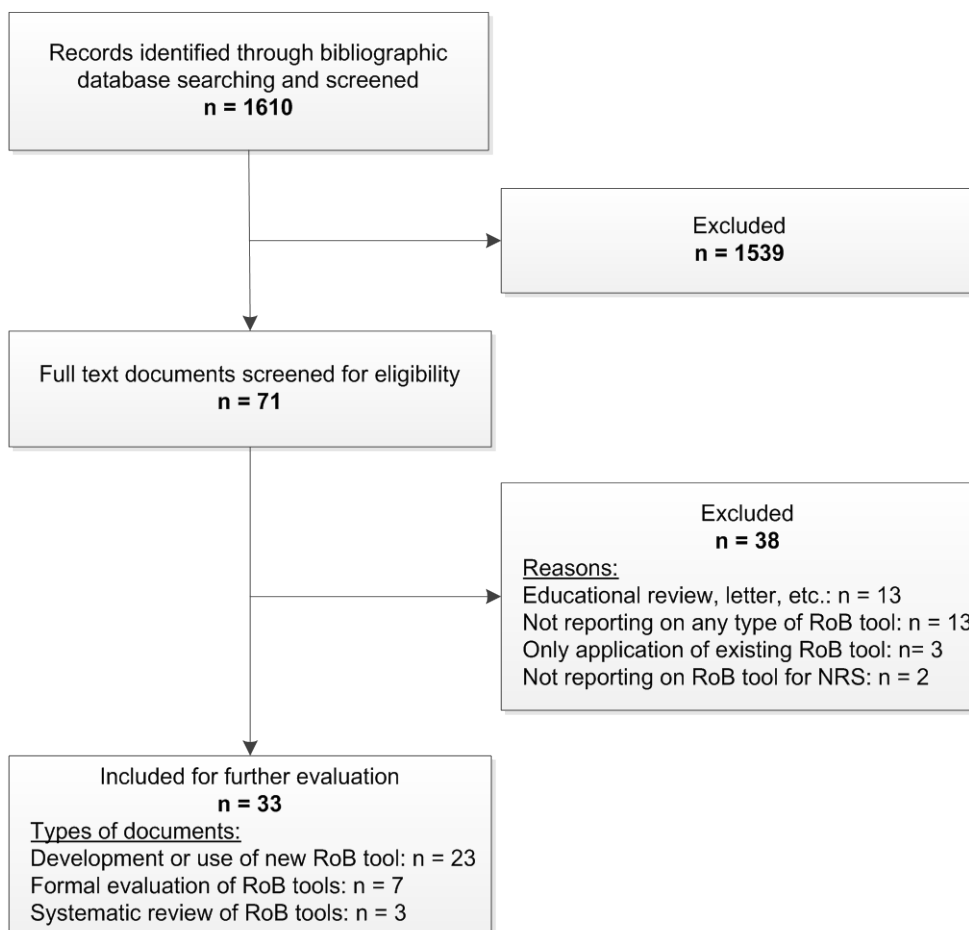 Records identified through bibliographic
database searching and screened
n = 1610
Excluded
n = 1539
Full text documents screened for eligibility
n = 71
Excluded
n = 38
Reasons:
Educational review, letter, etc.: n = 13
Not reporting on any type of RoB tool: n = 13
Only application of existing RoB tool: n= 3
Not reporting on RoB tool for NRS: n = 2
Included for further evaluation
n = 33
Types of documents:
Development or use of new RoB tool: n = 23
Formal evaluation of RoB tools: n = 7
Systematic review of RoB tools: n = 3